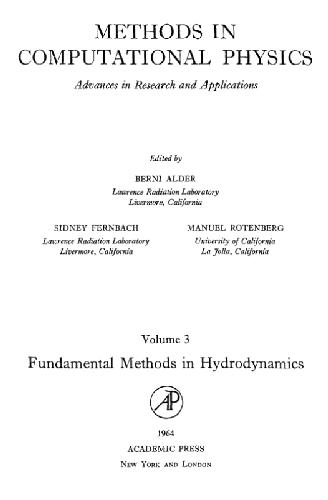 METHODS IN
COMPUTATIONAL PHYSICS
Advances in Research and Applications
Edited by
BERNI ALDER
Lawrence Radiation Laboratory
Livermore, California
SIDNEY FERNBACH
Lawrence Radiation Laboratory
Livermore, California
MANUEL ROTENBERG
University of California
La Jolla, California
Volume 3
Fundamental Methods in Hydrodynamics
AP
1964
ACADEMIC PRESS
NEW YORK AND LONDON